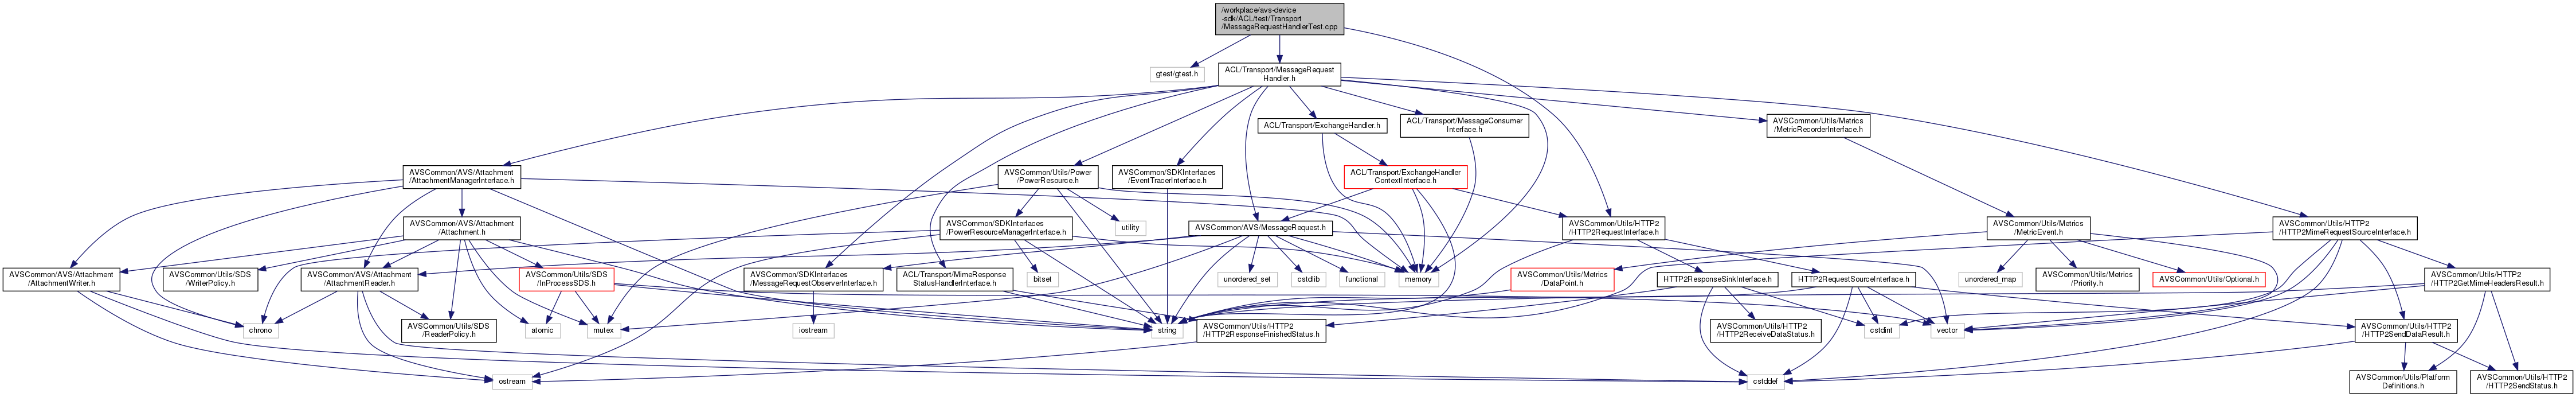 /workplace/avs-device
-sdk/ACL/test/Transport
/MessageRequestHandlerTest.cpp
gtest/gtest.h
ACL/Transport/MessageRequest
Handler.h
ACL/Transport/ExchangeHandler.h
ACL/Transport/MessageConsumer
Interface.h
AVSCommon/Utils/Metrics
/MetricRecorderInterface.h
AVSCommon/AVS/Attachment
/AttachmentManagerInterface.h
AVSCommon/Utils/Power
/PowerResource.h
AVSCommon/SDKInterfaces
/EventTracerInterface.h
ACL/Transport/ExchangeHandler
ContextInterface.h
AVSCommon/AVS/Attachment
/Attachment.h
AVSCommon/SDKInterfaces
/PowerResourceManagerInterface.h
utility
AVSCommon/AVS/MessageRequest.h
AVSCommon/Utils/HTTP2
/HTTP2RequestInterface.h
AVSCommon/Utils/Metrics
/MetricEvent.h
AVSCommon/Utils/HTTP2
/HTTP2MimeRequestSourceInterface.h
AVSCommon/AVS/Attachment
/AttachmentWriter.h
AVSCommon/Utils/SDS
/WriterPolicy.h
AVSCommon/AVS/Attachment
/AttachmentReader.h
AVSCommon/Utils/SDS
/InProcessSDS.h
AVSCommon/SDKInterfaces
/MessageRequestObserverInterface.h
ACL/Transport/MimeResponse
StatusHandlerInterface.h
bitset
unordered_set
cstdlib
functional
memory
AVSCommon/Utils/Metrics
/DataPoint.h
HTTP2ResponseSinkInterface.h
HTTP2RequestSourceInterface.h
unordered_map
AVSCommon/Utils/Metrics
/Priority.h
AVSCommon/Utils/Optional.h
AVSCommon/Utils/HTTP2
/HTTP2GetMimeHeadersResult.h
chrono
AVSCommon/Utils/SDS
/ReaderPolicy.h
atomic
mutex
iostream
string
AVSCommon/Utils/HTTP2
/HTTP2ResponseFinishedStatus.h
AVSCommon/Utils/HTTP2
/HTTP2ReceiveDataStatus.h
cstdint
vector
AVSCommon/Utils/HTTP2
/HTTP2SendDataResult.h
ostream
cstddef
AVSCommon/Utils/Platform
Definitions.h
AVSCommon/Utils/HTTP2
/HTTP2SendStatus.h